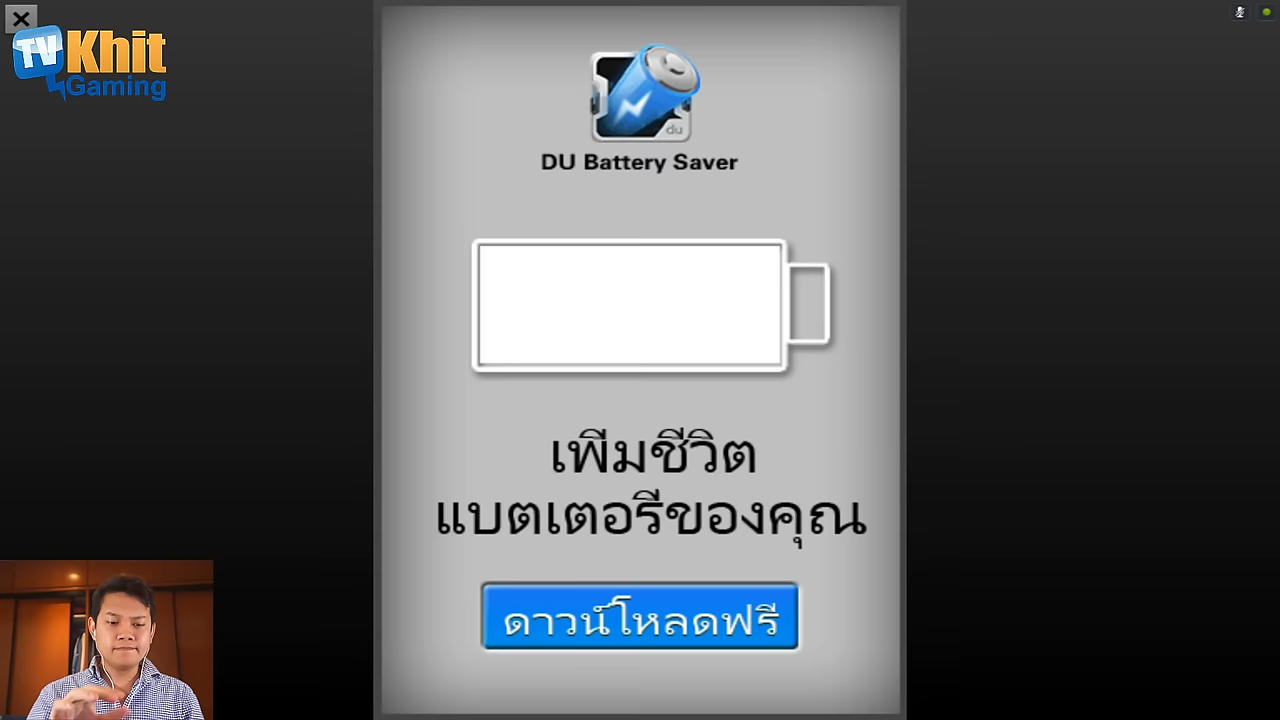 TV Khit
Gaming
du
DU Battery Saver
เพิ่มชีวิต
แบตเตอรี่ของคุณ
ดาวน์โหลดฟรี